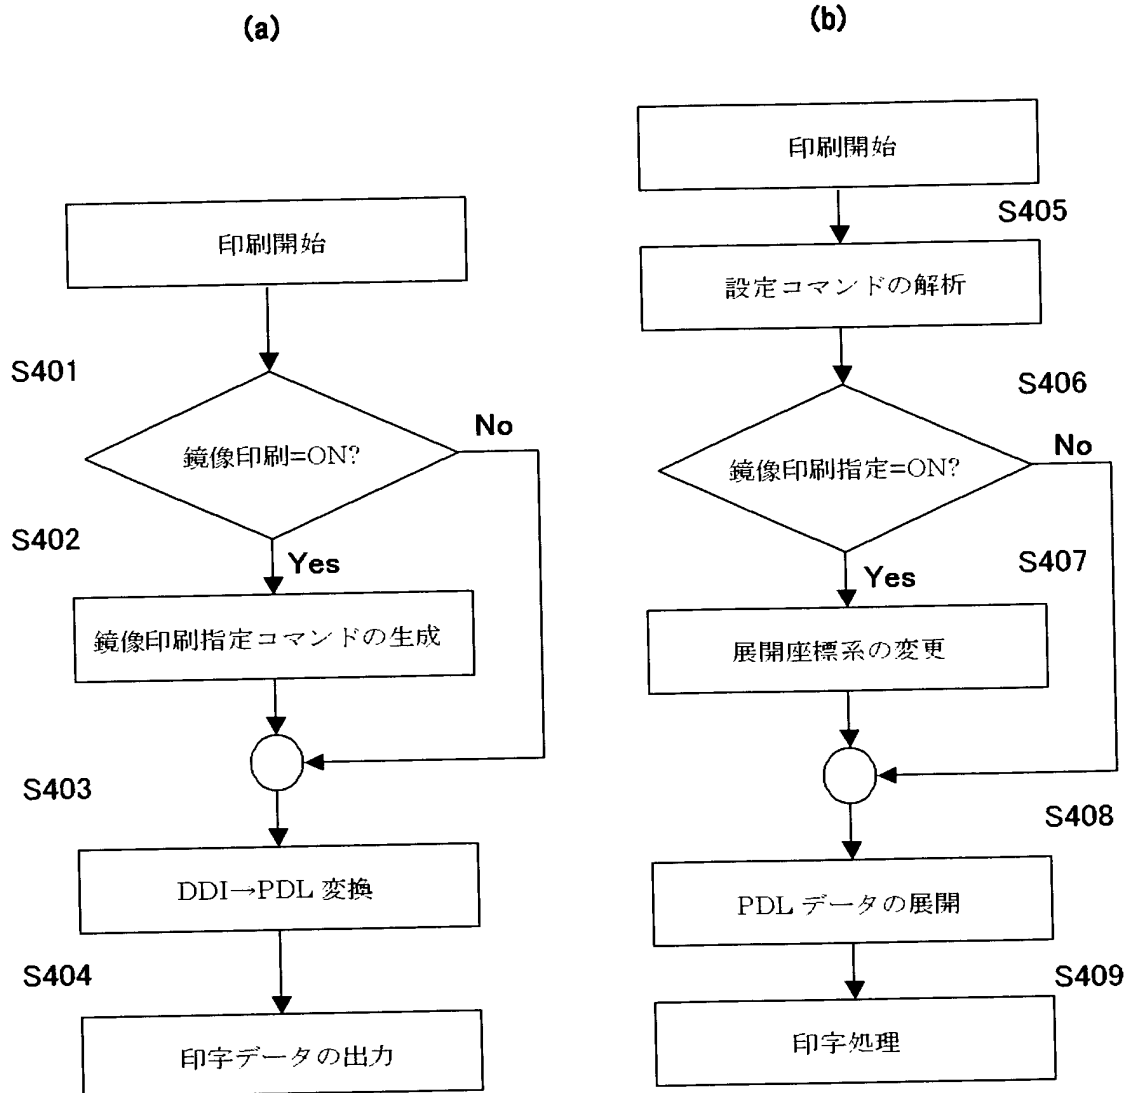 (a)
印刷開始
S401
鏡像印刷=ON?
No
S402
Yes
鏡像印刷指定コマンドの生成
S403
DDI→PDL 変換
S404
印字データの出力
(b)
印刷開始
S405
設定コマンドの解析
S406
鏡像印刷指定=ON?
No
S407
Yes
展開座標系の変更
S408
PDL データの展開
S409
印字処理